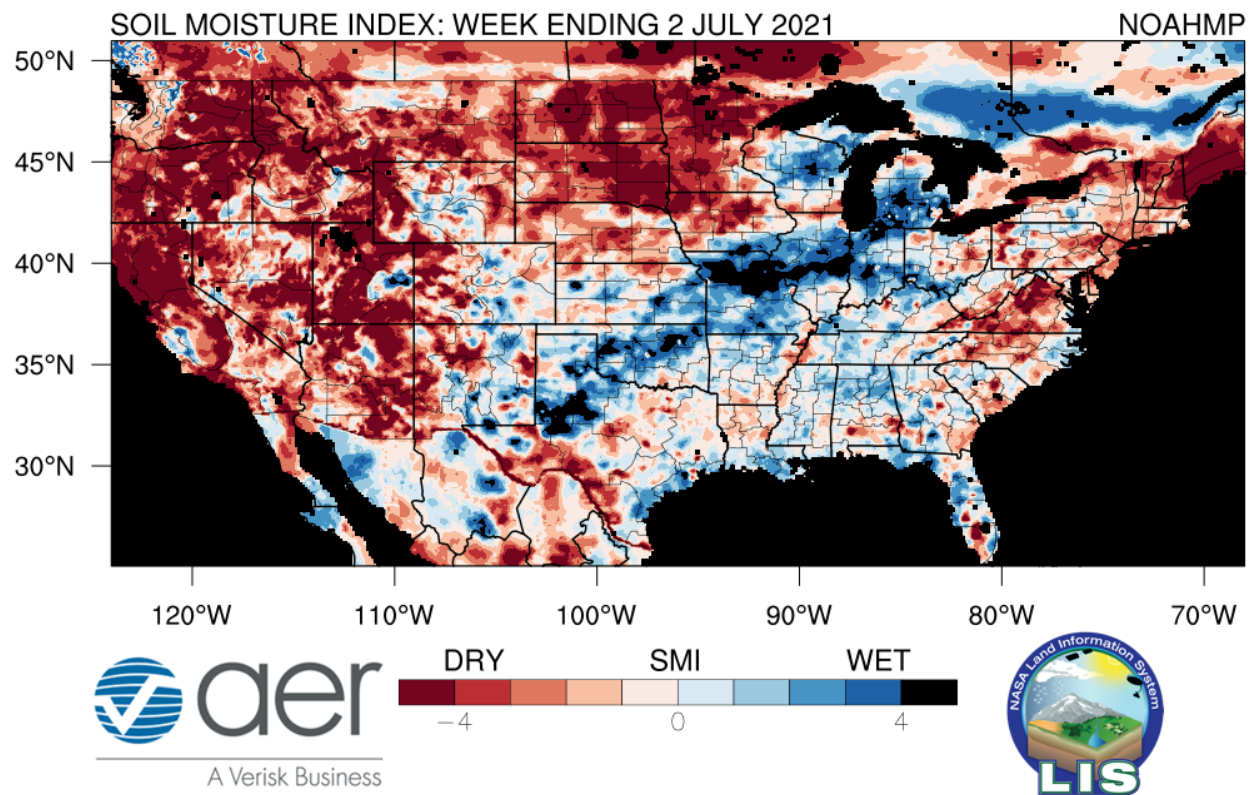 SOIL MOISTURE INDEX: WEEK ENDING 2 JULY 2021 NOAHMP
50°N
45°N
40°N
35°N
30°N
120°W 110°W 100°W 90°W 80°W 70°W
aer
A Verisk Business
DRY SMI WET
−4 0 4
NASA Land Information System
LIS